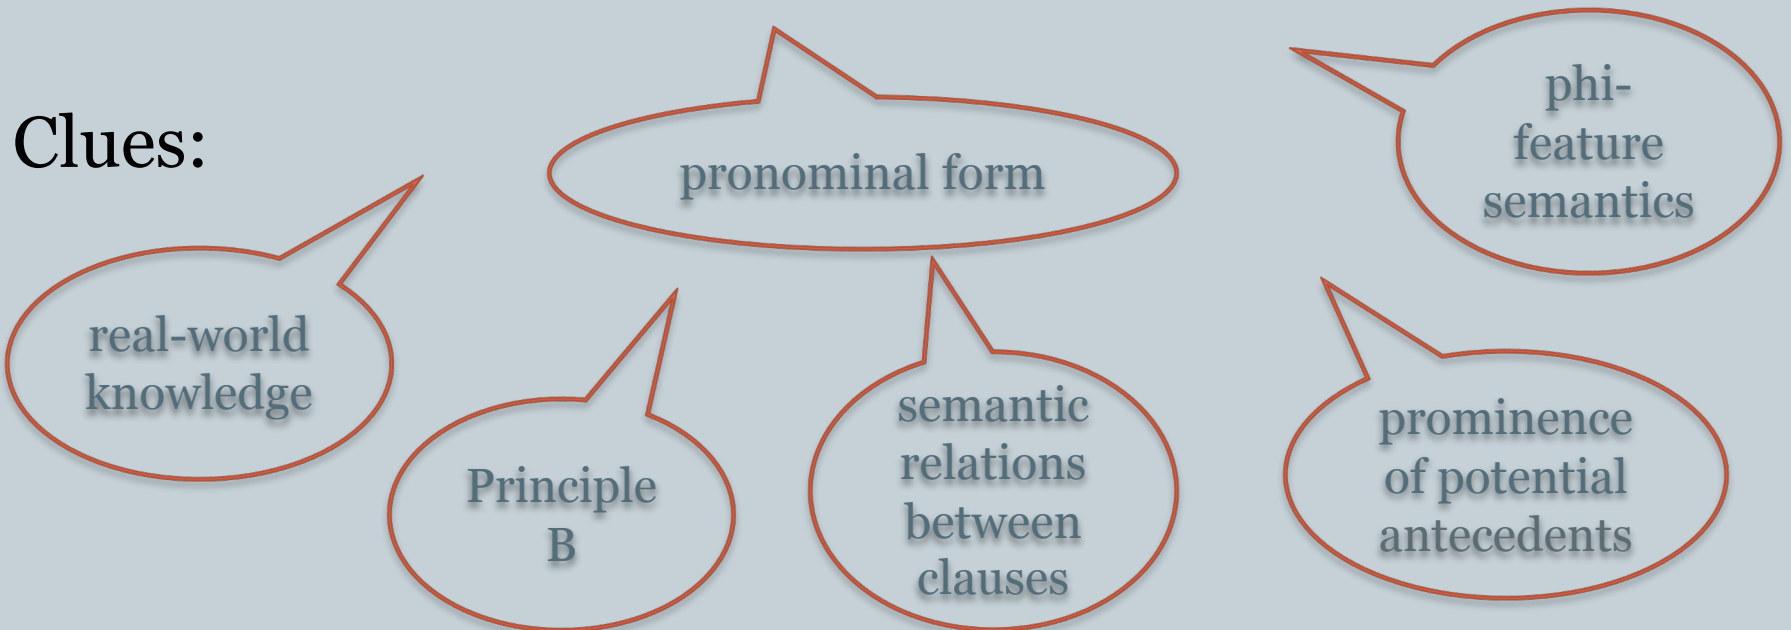 Clues:
pronominal form
phi-
feature
semantics
real-world
knowledge
Principle
B
semantic
relations
between
clauses
prominence
of potential
antecedents